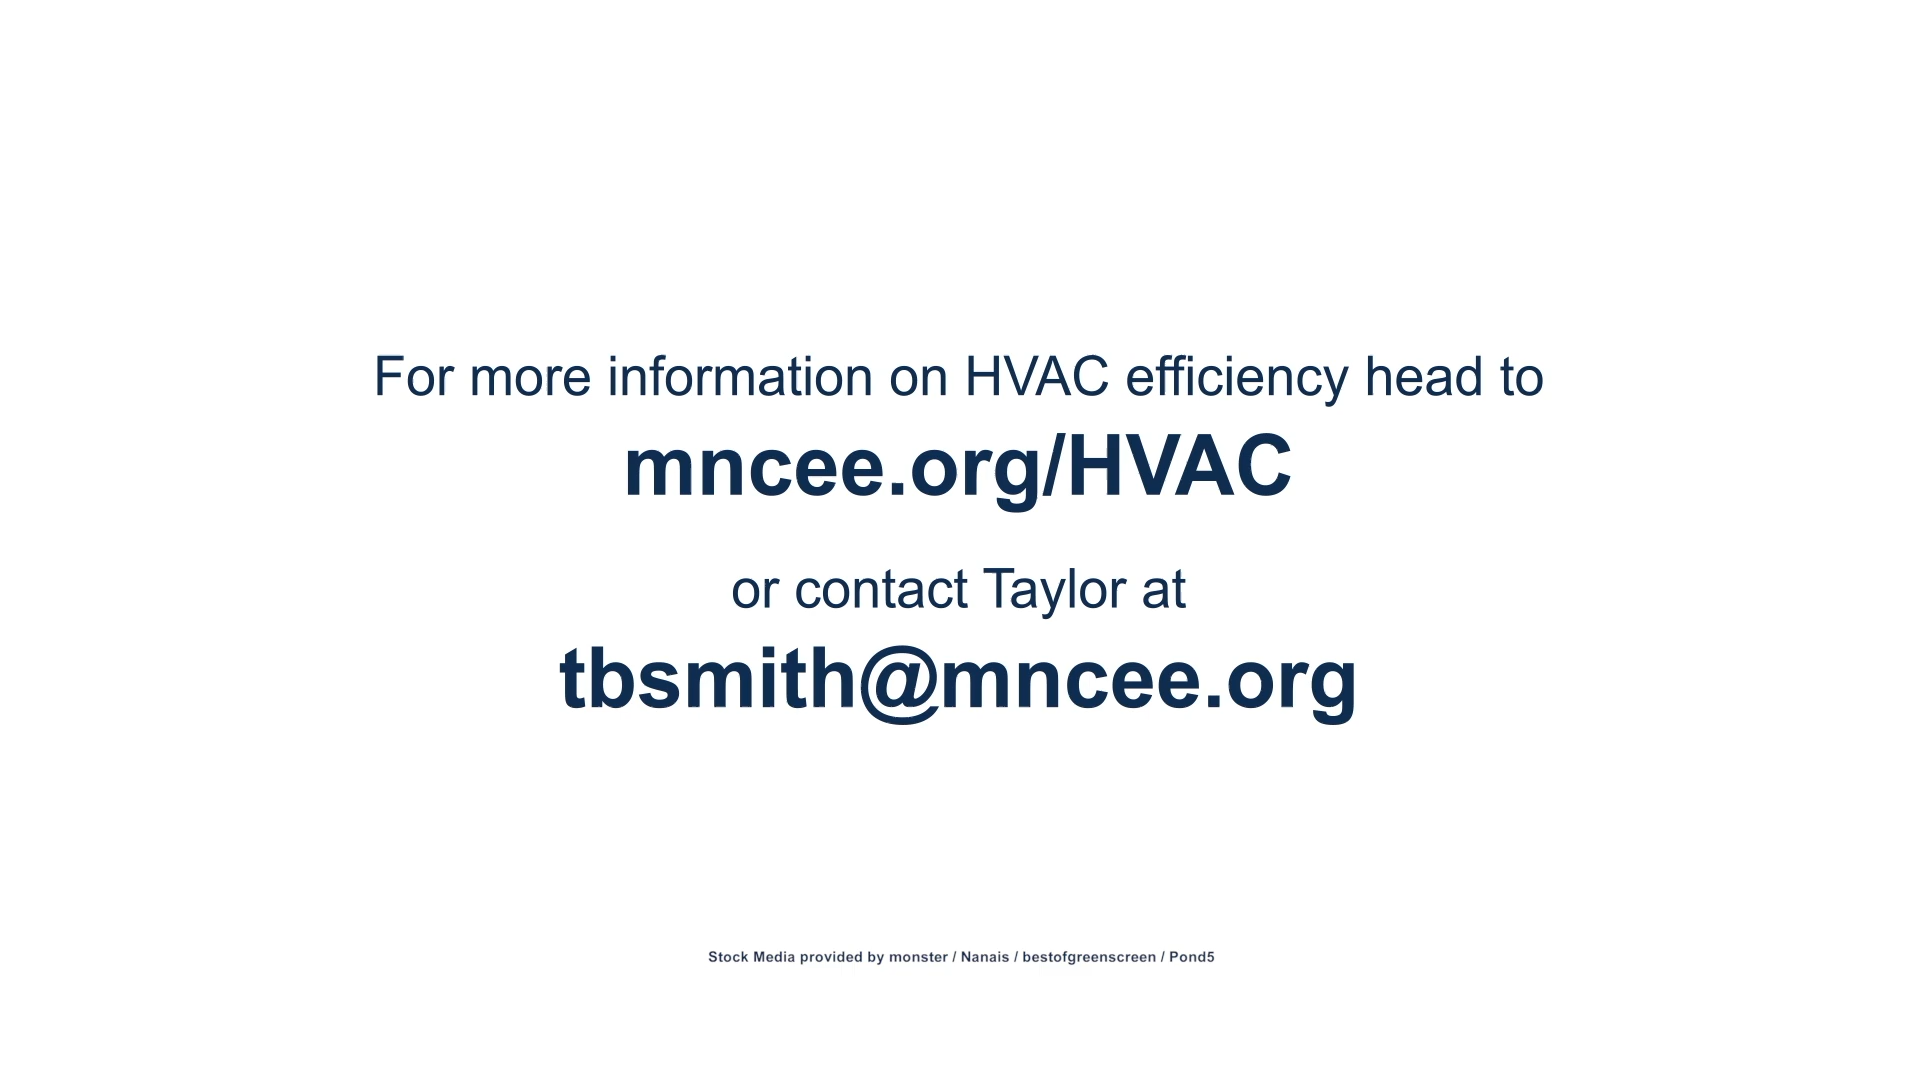 For more information on HVAC efficiency head to
mncee.org/HVAC
or contact Taylor at
tbsmith@mncee.org
Stock Media provided by monster / Nanais / bestofgreenscreen / Pond5